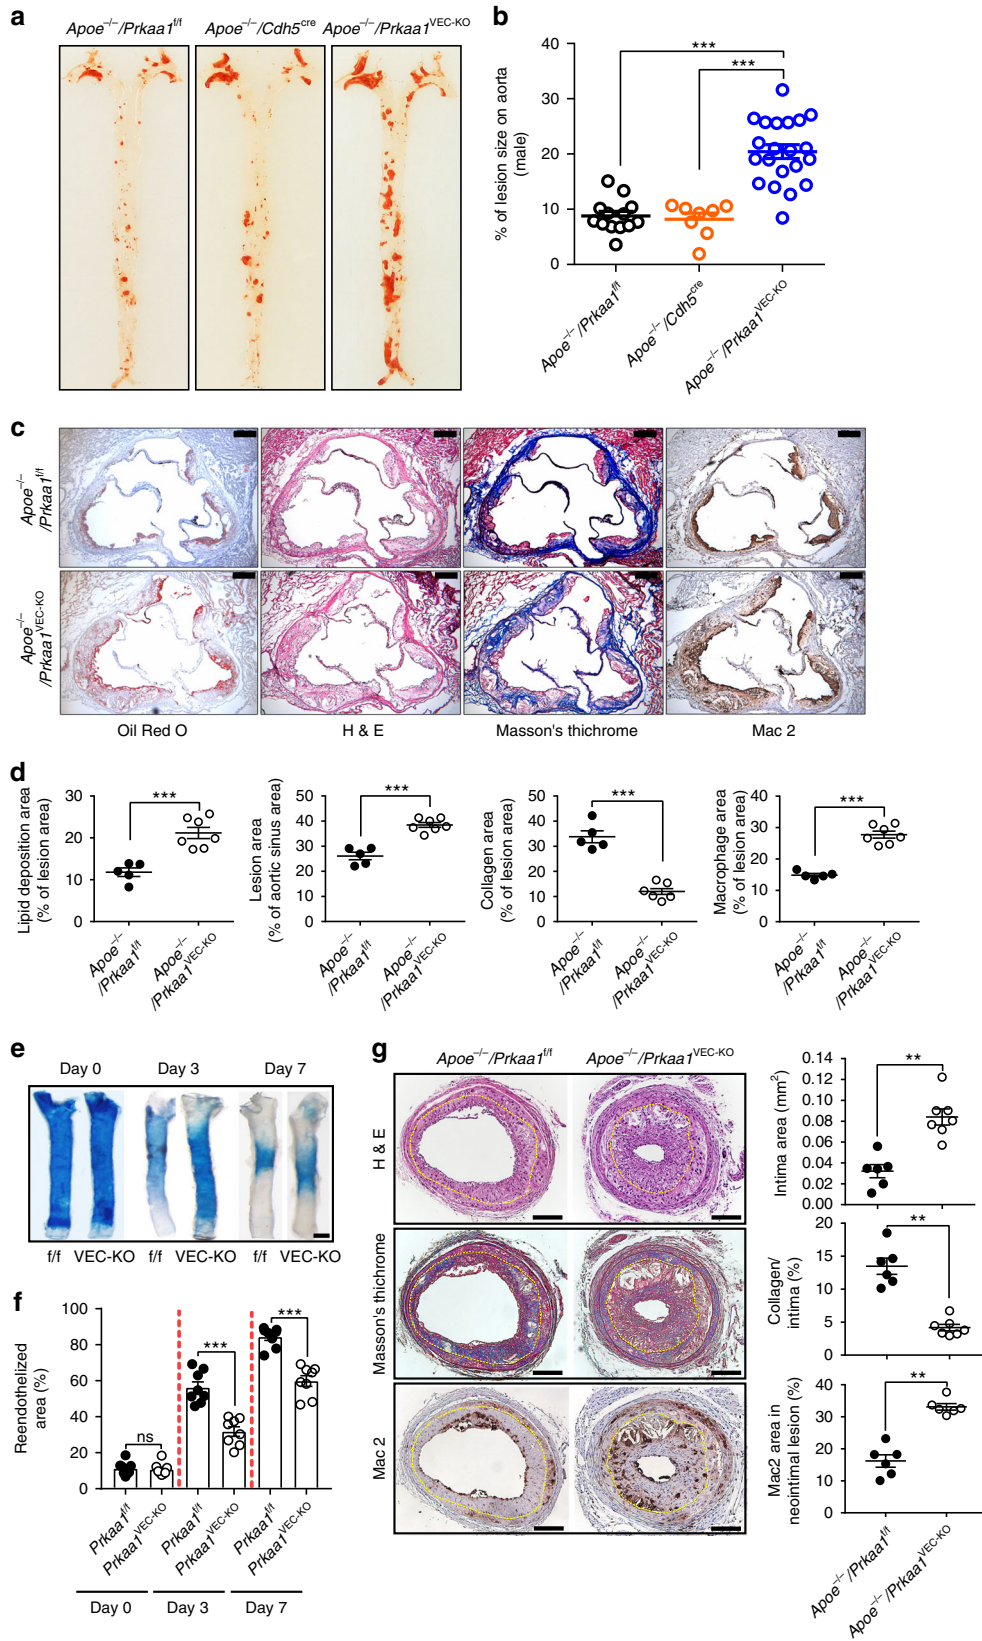 a
Apoe−/−/Prkaa1f/f Apoe−/−/Cdh5cre Apoe−/−/Prkaa1VEC-KO
b
% of lesion size on aorta
(male)
40
30
20
10
0
***
***
Apoe−/−/Prkaa1f/f
Apoe−/−/Cdh5cre
Apoe−/−/Prkaa1VEC-KO
c
Apoe−/−
/Prkaa1f/f
Apoe−/−
/Prkaa1VEC-KO
Oil Red O H & E Masson's thichrome Mac 2
d
Lipid deposition area
(% of lesion area)
30
20
10
0
***
Apoe−/−
/Prkaa1f/f
Apoe−/−
/Prkaa1VEC-KO
Lesion area
(% of aortic sinus area)
50
40
30
20
10
0
***
Apoe−/−
/Prkaa1f/f
Apoe−/−
/Prkaa1VEC-KO
Collagen area
(% of lesion area)
50
40
30
20
10
0
***
Apoe−/−
/Prkaa1f/f
Apoe−/−
/Prkaa1VEC-KO
Macrophage area
(% of lesion area)
40
30
20
10
0
***
Apoe−/−
/Prkaa1f/f
Apoe−/−
/Prkaa1VEC-KO
e
Day 0 Day 3 Day 7
f/f VEC-KO f/f VEC-KO f/f VEC-KO
f
Reendothelized
area (%)
100
80
60
40
20
0
ns
***
***
Prkaa1f/f
Prkaa1VEC-KO
Prkaa1f/f
Prkaa1VEC-KO
Prkaa1f/f
Prkaa1VEC-KO
Day 0 Day 3 Day 7
g
Apoe−/−/Prkaa1f/f Apoe−/−/Prkaa1VEC-KO
H & E
Masson's thichrome
Mac 2
Intima area (mm2)
0.14
0.12
0.10
0.08
0.06
0.04
0.02
0.00
**
Collagen/
intima (%)
20
15
10
5
0
**
Mac2 area in
neointimal lesion (%)
40
30
20
10
0
**
Apoe−/−/Prkaa1f/f
Apoe−/−/Prkaa1VEC-KO